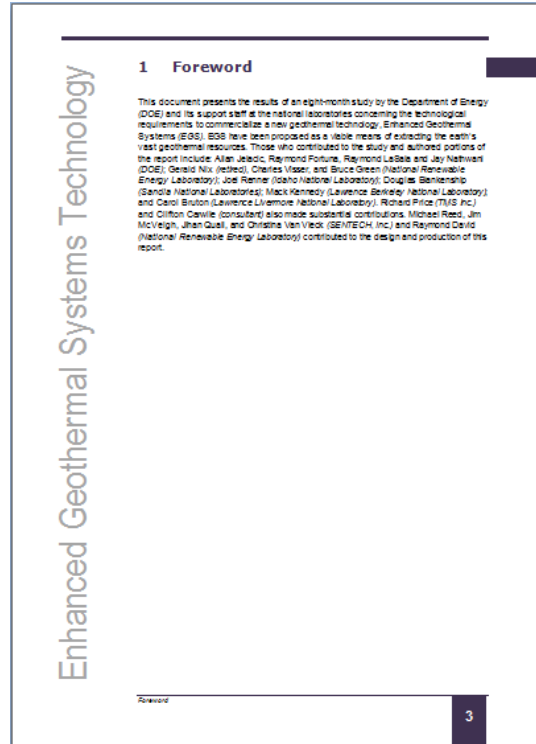 Enhanced Geothermal Systems Technology
1 Foreword
This document presents the results of an eight-month study by the Department of Energy
(DOE) and its support staff at the national laboratories concerning the technological
requirements to commercialize a new geothermal technology, Enhanced Geothermal
Systems (EGS). EGS have been proposed as a viable means of extracting the earth's
vast geothermal resources. Those who contributed to the study and authored portions of
the report include: Allan Jelacic, Raymond Fortuna, Raymond LaSala and Jay Nathwani
(DOE); Gerald Nix (retired), Charles Visser, and Bruce Green (National Renewable
Energy Laboratory); Joel Renner (Idaho National Laboratory); Douglas Blankenship
(Sandia National Laboratories); Mack Kennedy (Lawrence Berkeley National Laboratory);
and Carol Bruton (Lawrence Livermore National Laboratory). Richard Price (TMS Inc.)
and Clifton Carwile (consultant) also made substantial contributions. Michael Reed, Jim
McVeigh, Jihan Quail, and Christina Van Vleck (SENTECH, Inc.) and Raymond David
(National Renewable Energy Laboratory) contributed to the design and production of this
report.
Foreword
3